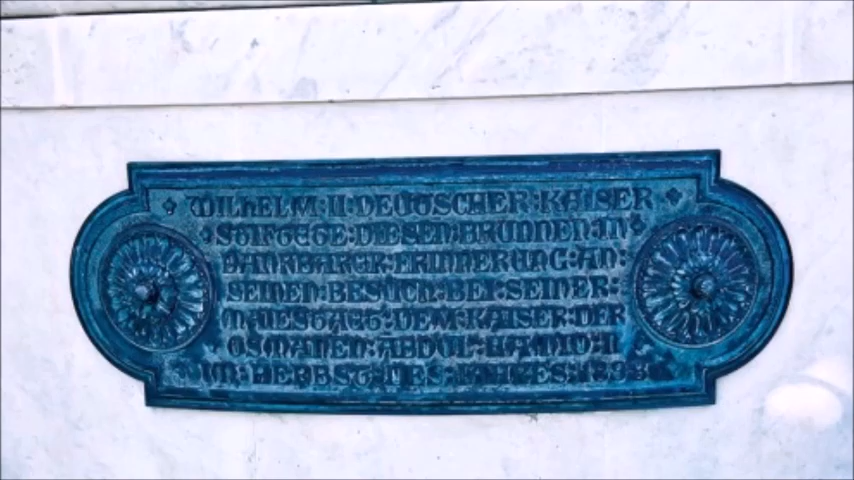 WILHELM:II:DEUTSCHER:KAISER
STIFTETE:DIESEN:BRUNNEN:IN
DANKBARER:ERINNERUNG:AN:
SEINEN:BESUCH:BEI:SEINER:
MAJESTAET:DEM:KAISER:DER
OSMANEN:ABDUL:HAMID:II
IM:HERBST:DES:JAHRES:1898